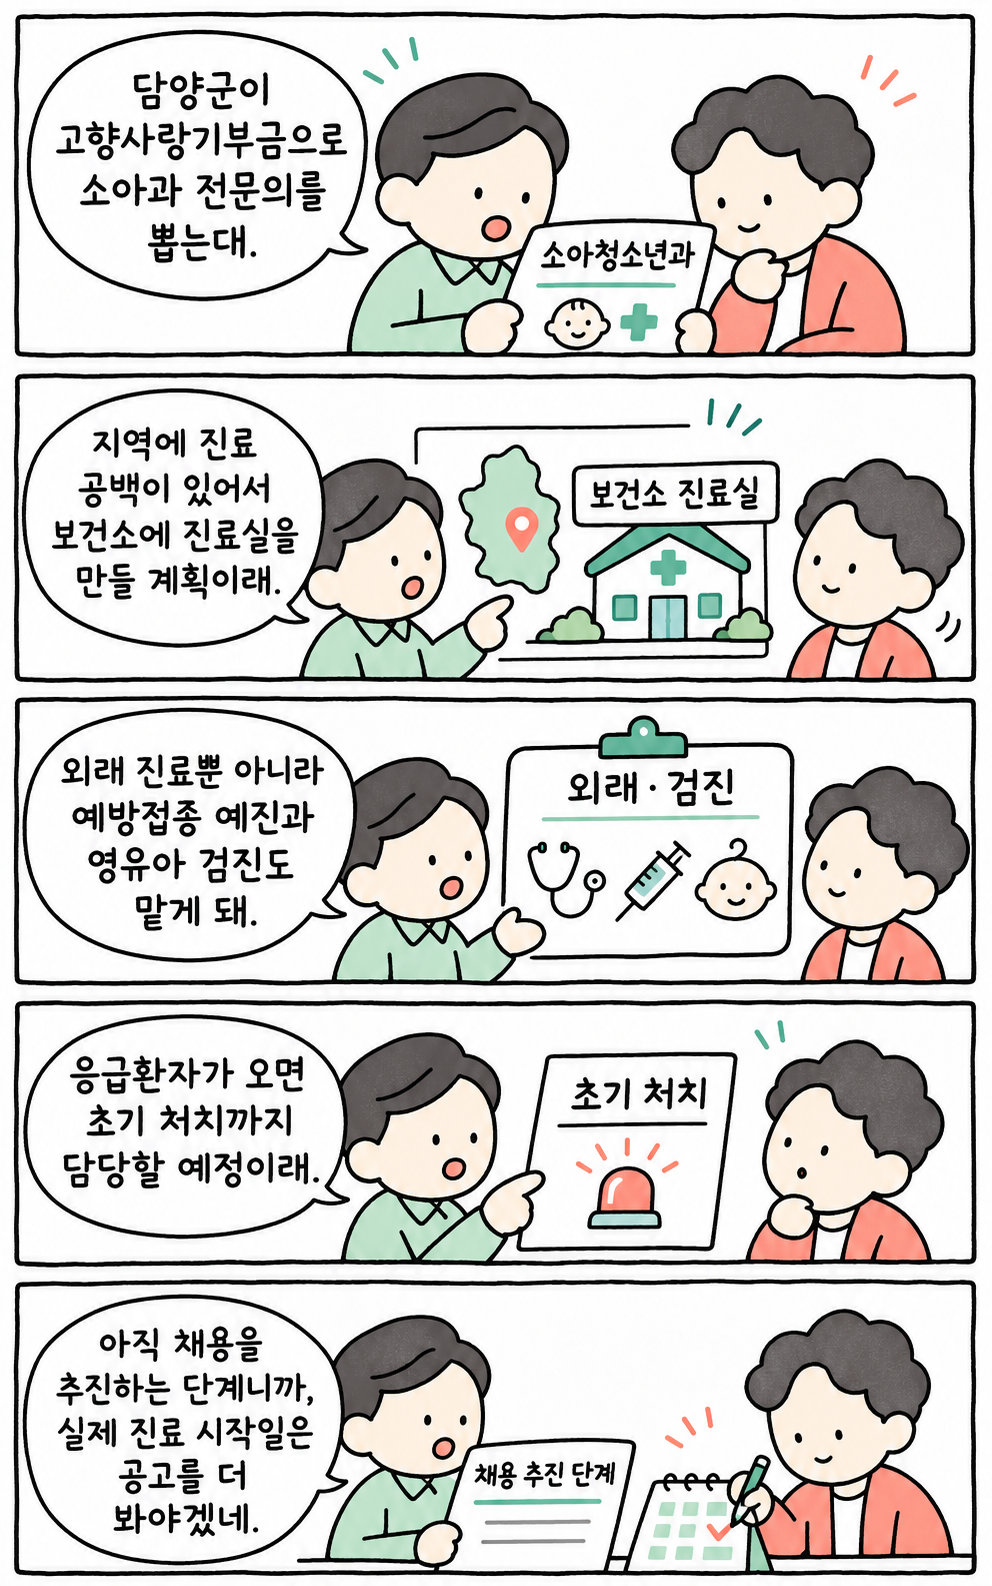 담양군이
고향사랑기부금으로
소아과 전문의를
뽑는대.
소아청소년과
지역에 진료
공백이 있어서
보건소에 진료실을
만들 계획이래.
보건소 진료실
외래 진료뿐 아니라
예방접종 예진과
영유아 검진도
맡게 돼.
외래·검진
응급환자가 오면
초기 처치까지
담당할 예정이래.
초기 처치
아직 채용을
추진하는 단계니까,
실제 진료 시작일은
공고를 더
봐야겠네.
채용 추진 단계